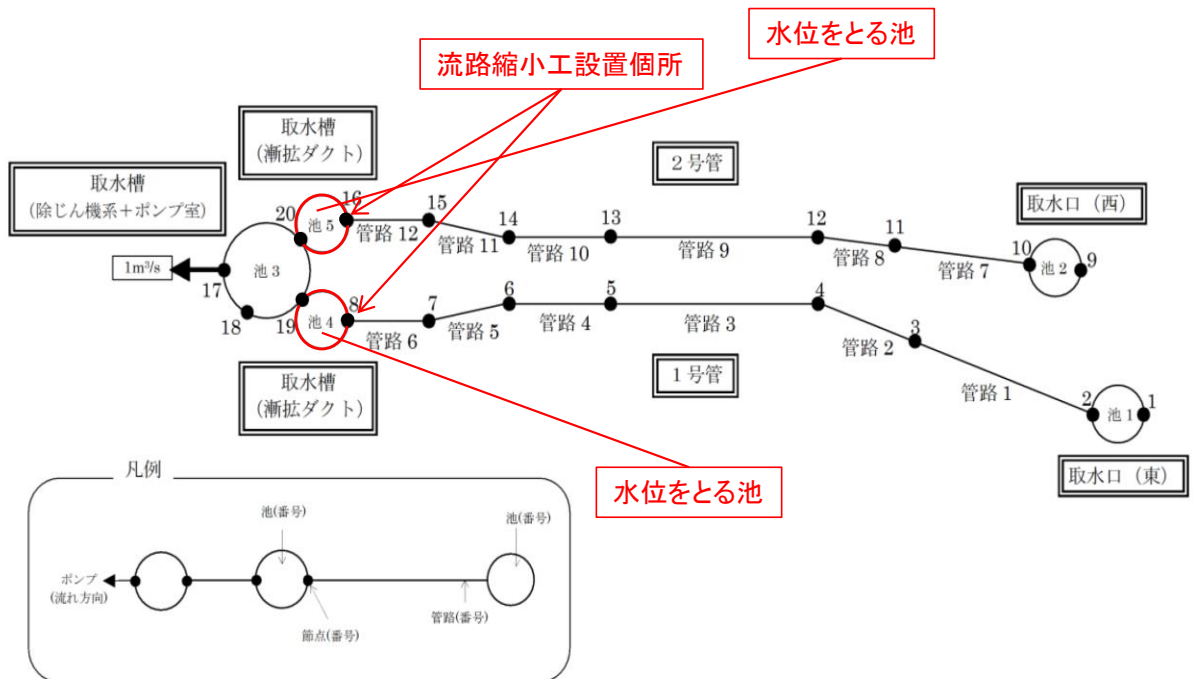 水位をとる池
流路縮小工設置個所
取水槽
(漸拡ダクト)
取水槽
(除じん機系+ポンプ室)
2号管
取水口(西)
1m³/s
17
18
池3
20
池5
16
管路12
15
管路11
14
管路10
13
管路9
12
管路8
11
管路7
10
池2
9
19
池4
8
管路6
7
管路5
6
管路4
5
管路3
4
管路2
3
管路1
2
池1
1
取水槽
(漸拡ダクト)
1号管
取水口(東)
水位をとる池
凡例
池(番号)
池(番号)
ポンプ
(流れ方向)
節点(番号)
管路(番号)